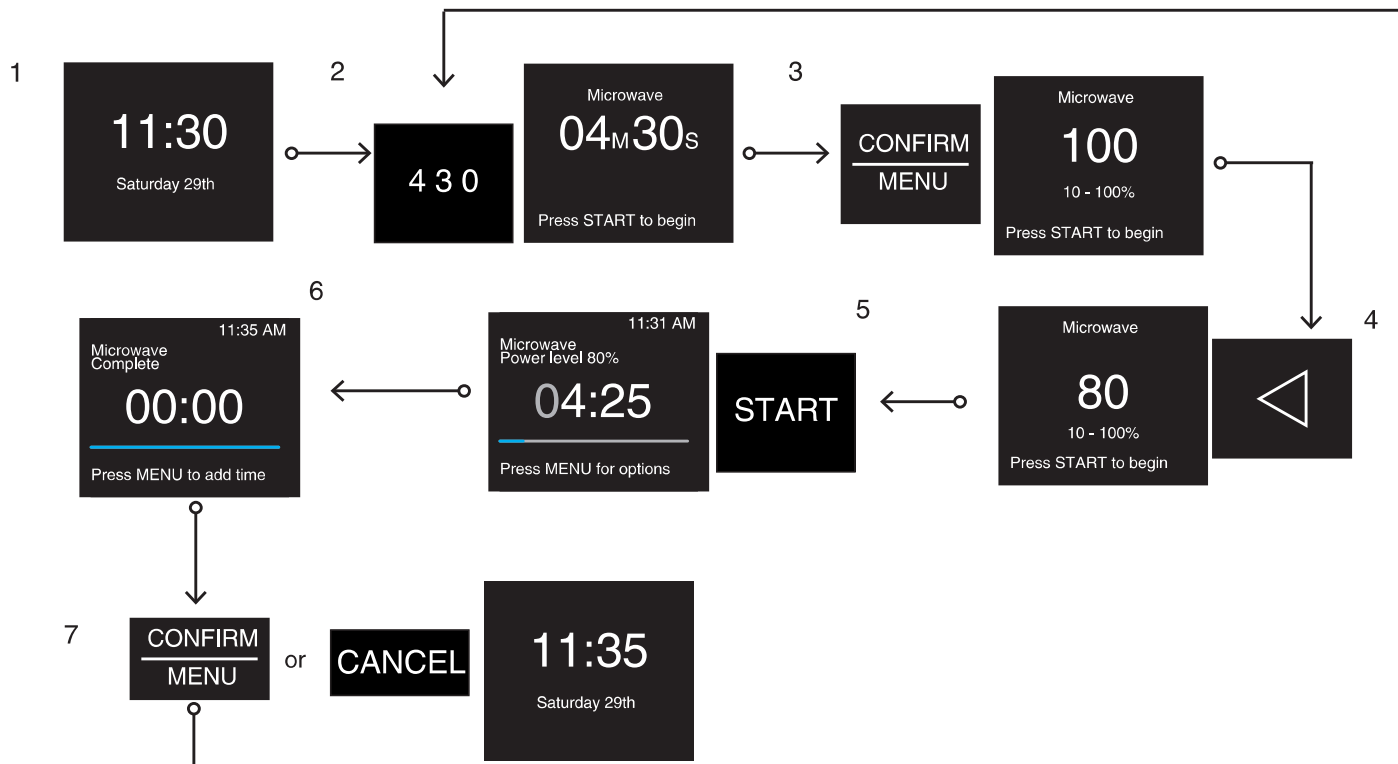 1
11:30
Saturday 29th
2
4 3 0
Microwave
04M30S
Press START to begin
3
CONFIRM
MENU
Microwave
100
10 - 100%
Press START to begin
4
Microwave
80
10 - 100%
Press START to begin
5
START
11:31 AM
Microwave
Power level 80%
04:25
Press MENU for options
6
11:35 AM
Microwave
Complete
00:00
Press MENU to add time
7
CONFIRM
MENU
or
CANCEL
11:35
Saturday 29th